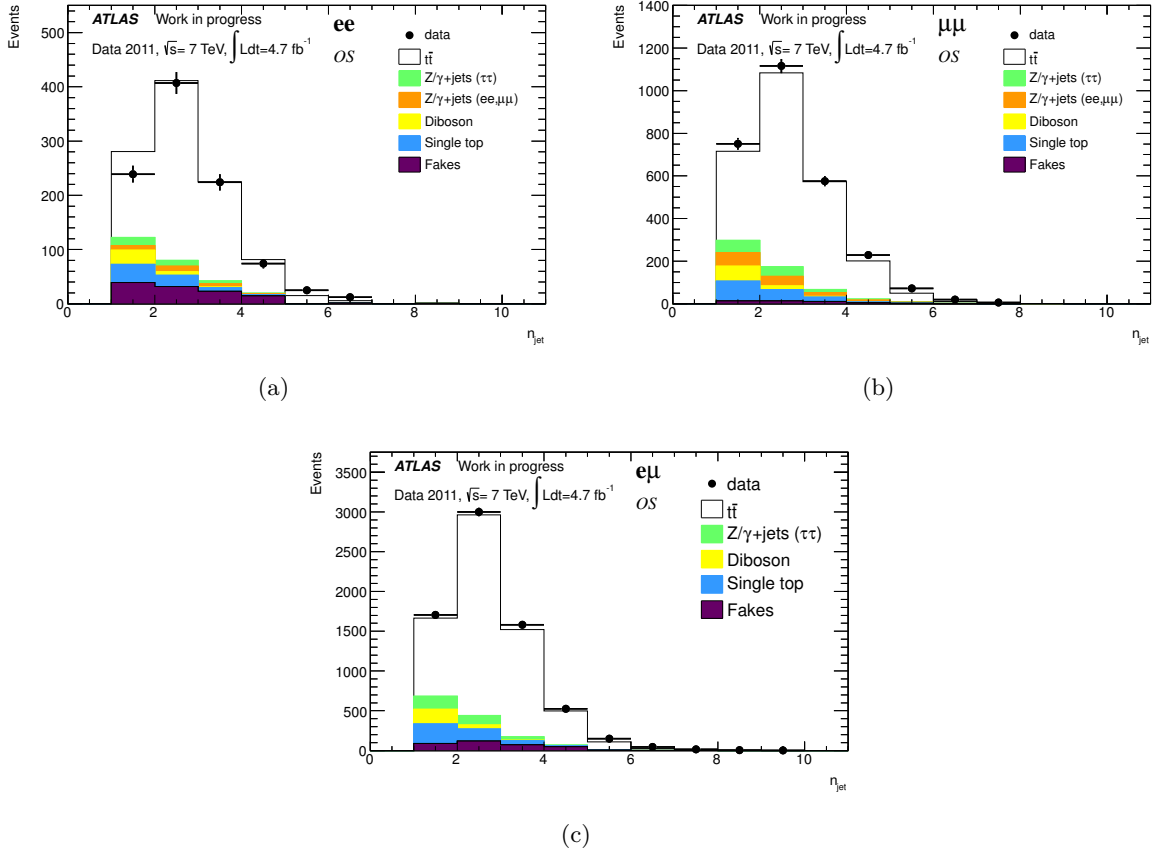 ATLAS Work in progress
ee
Data 2011, √s= 7 TeV, ∫Ldt=4.7 fb⁻¹
OS
data
tt̄
Z/γ+jets (ττ)
Z/γ+jets (ee,μμ)
Diboson
Single top
Fakes
Events
500
400
300
200
100
0
0 2 4 6 8 10
n_jet
(a)
ATLAS Work in progress
μμ
Data 2011, √s= 7 TeV, ∫Ldt=4.7 fb⁻¹
OS
data
tt̄
Z/γ+jets (ττ)
Z/γ+jets (ee,μμ)
Diboson
Single top
Fakes
Events
1400
1200
1000
800
600
400
200
0
0 2 4 6 8 10
n_jet
(b)
ATLAS Work in progress
eμ
Data 2011, √s= 7 TeV, ∫Ldt=4.7 fb⁻¹
OS
data
tt̄
Z/γ+jets (ττ)
Diboson
Single top
Fakes
Events
3500
3000
2500
2000
1500
1000
500
0
0 2 4 6 8 10
n_jet
(c)